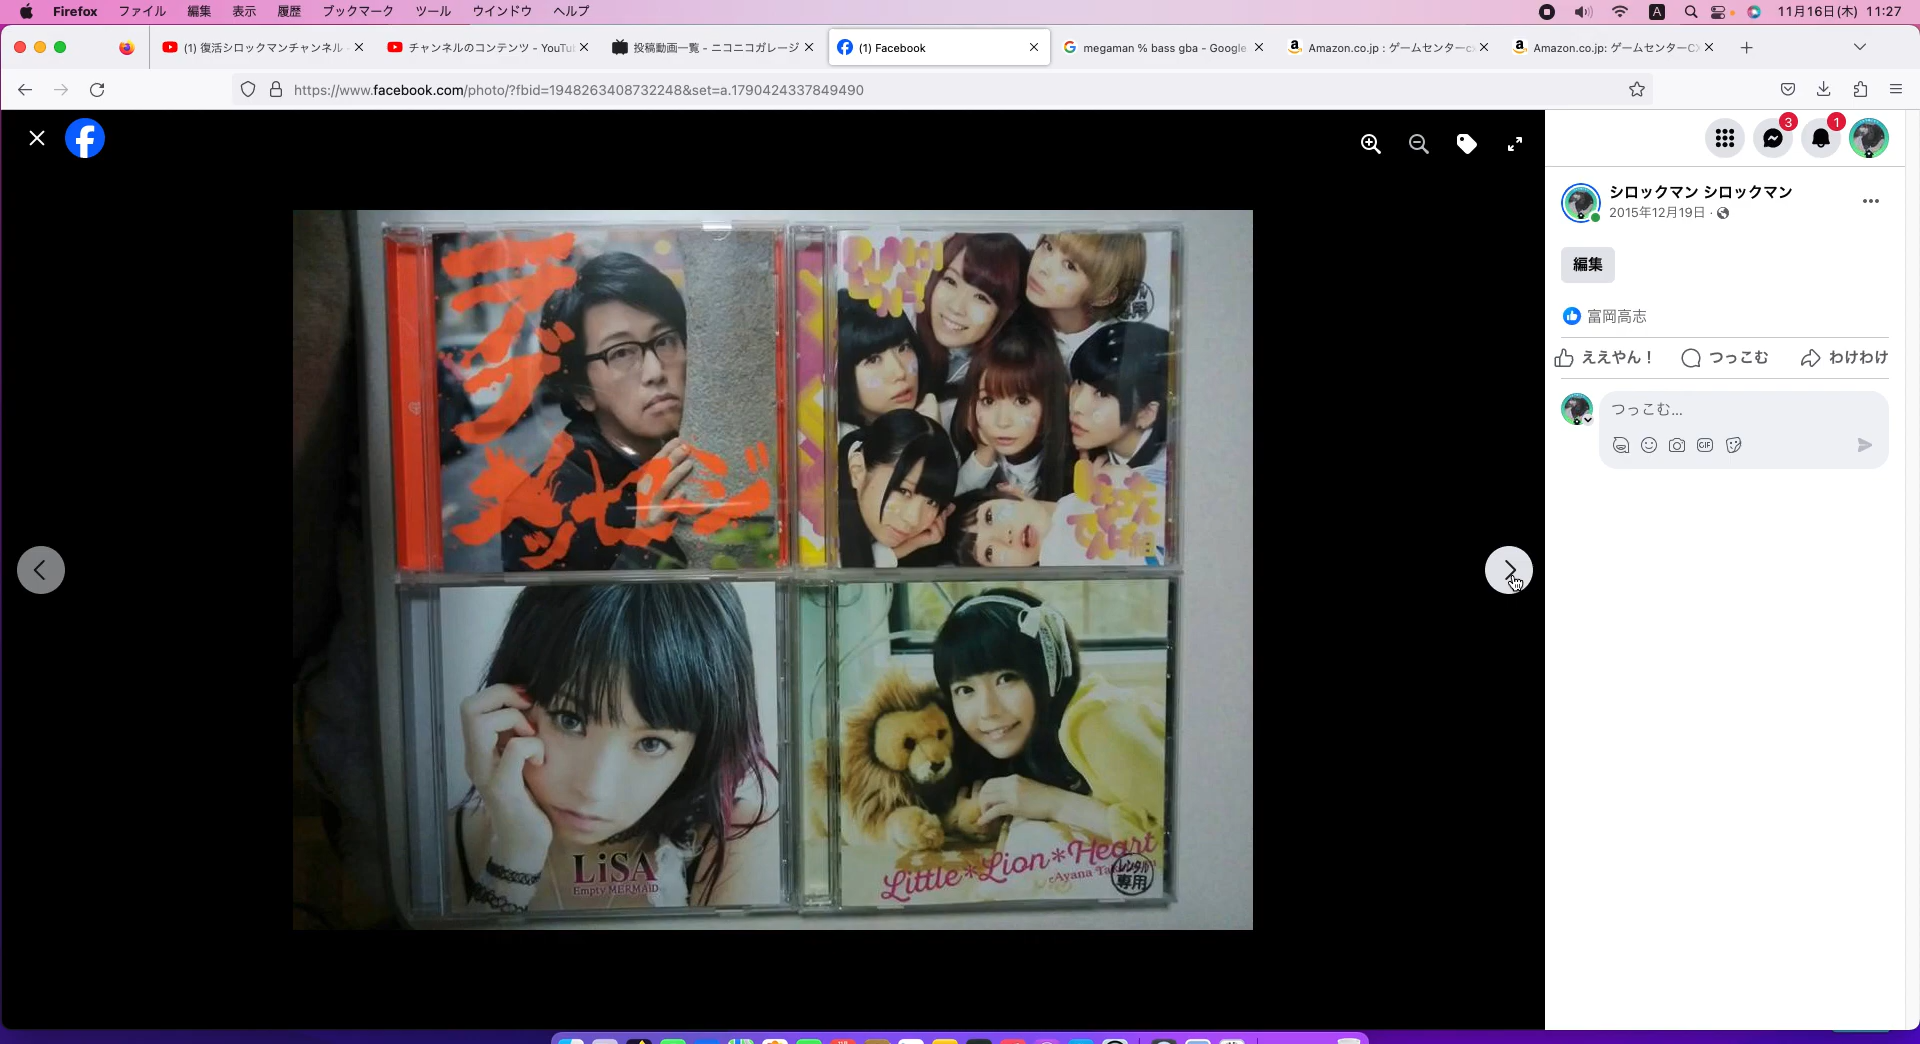 Firefox ファイル 編集 表示 履歴 ブックマーク ツール ウインドウ ヘルプ A 11月16日(木) 11:27
(1) 復活シロックマンチャンネル
チャンネルのコンテンツ - YouTu
投稿動画一覧 - ニコニコガレージ
(1) Facebook
megaman % bass gba - Google
Amazon.co.jp : ゲームセンターc
Amazon.co.jp: ゲームセンターC
https://www.facebook.com/photo/?fbid=1948263408732248&set=a.1790424337849490
3
1
シロックマン シロックマン
2015年12月19日
編集
富岡高志
ええやん！ つっこむ わけわけ
つっこむ...
GIF
メッセージ
LiSA
Empty MERMAiD
Little*Lion*Heart
Ayana Ta
レンタル
専用